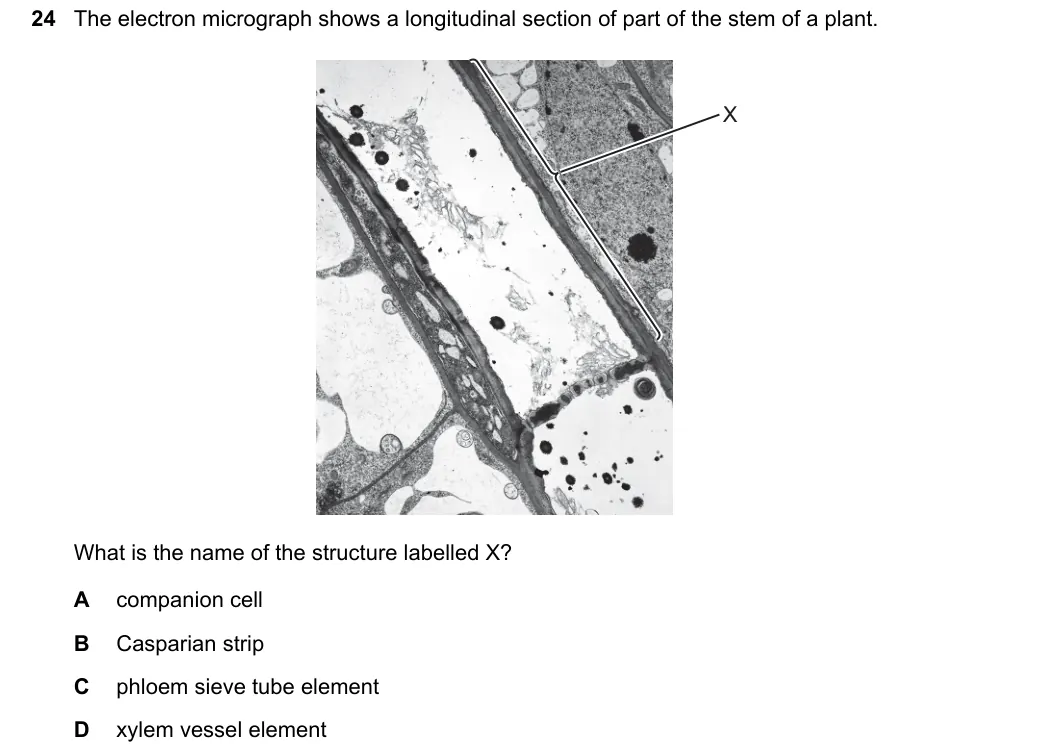 24 The electron micrograph shows a longitudinal section of part of the stem of a plant.
X
What is the name of the structure labelled X?
A companion cell
B Casparian strip
C phloem sieve tube element
D xylem vessel element